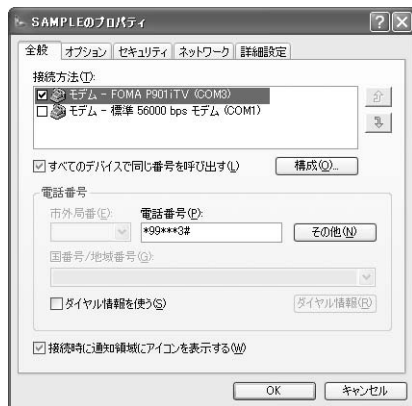 SAMPLEのプロパティ
全般 オプション セキュリティ ネットワーク 詳細設定
接続方法(T):
モデム - FOMA P901iTV (COM3)
モデム - 標準 56000 bps モデム (COM1)
すべてのデバイスで同じ番号を呼び出す(L) 構成(O)...
電話番号
市外局番(E): 電話番号(P):
*99***3# その他(N)
国番号/地域番号(G):
ダイヤル情報を使う(S) ダイヤル情報(R)
接続時に通知領域にアイコンを表示する(W)
OK キャンセル